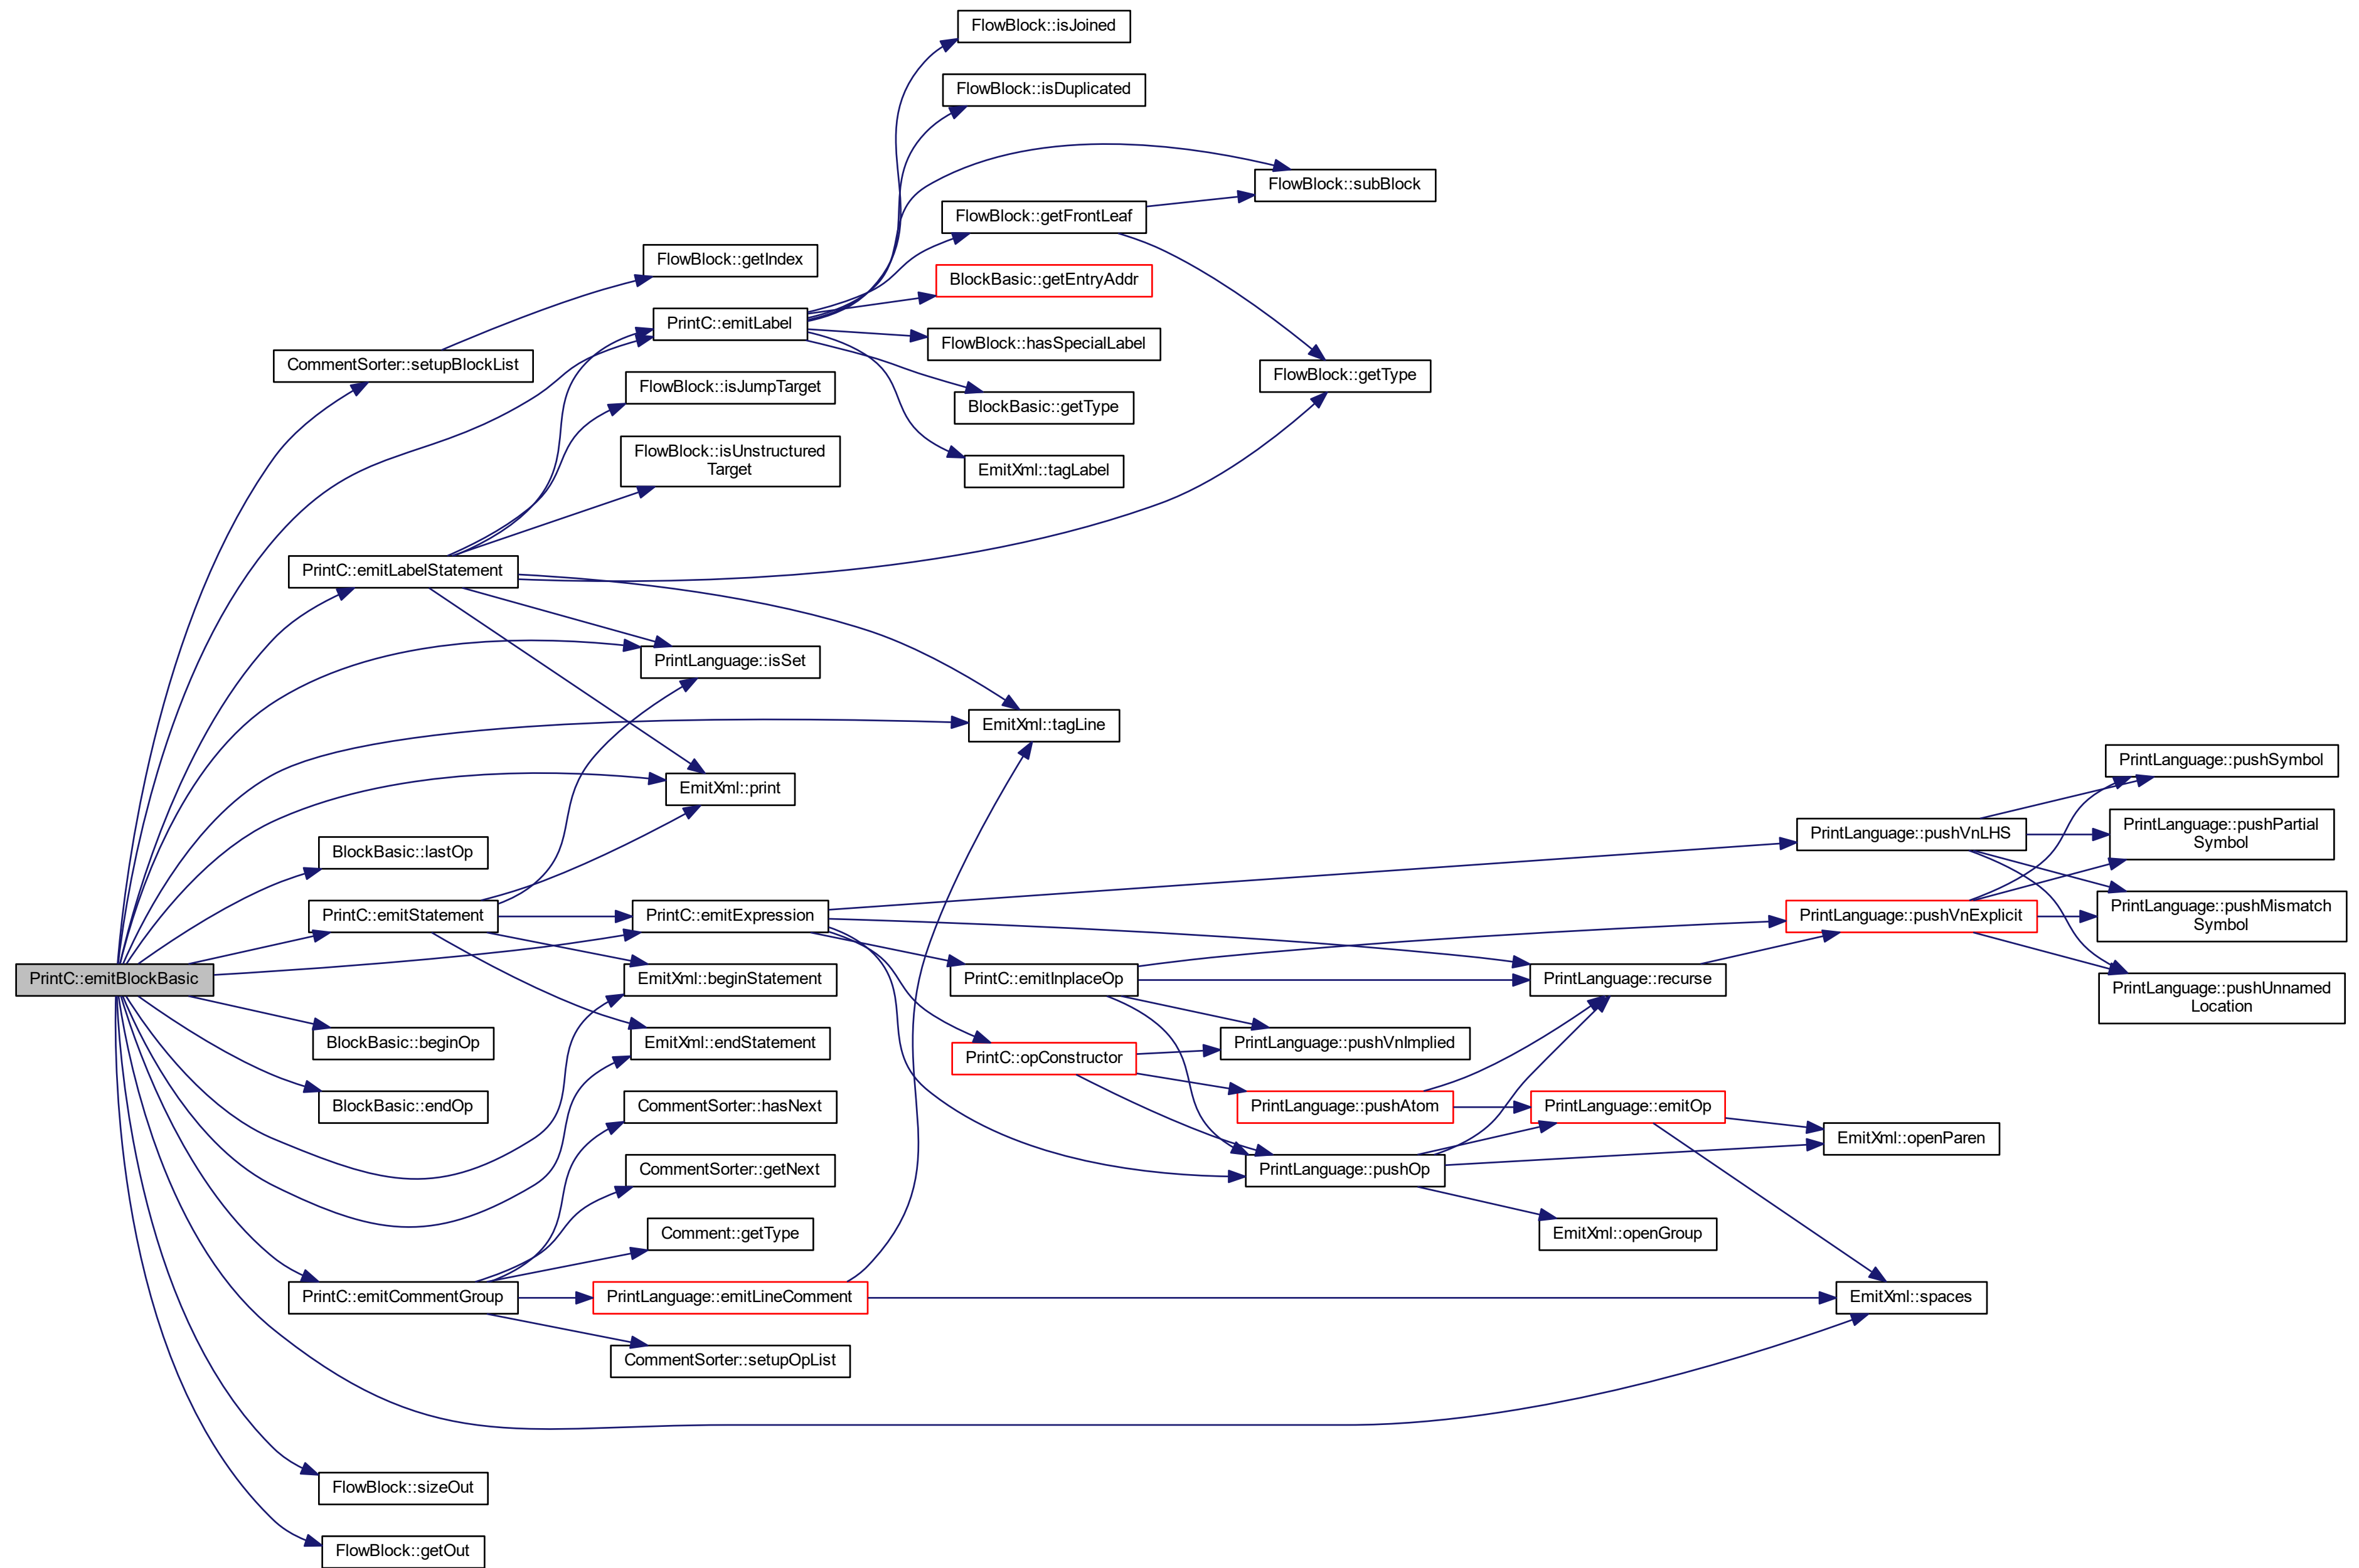 FlowBlock::isJoined
FlowBlock::isDuplicated
FlowBlock::subBlock
FlowBlock::getFrontLeaf
FlowBlock::getIndex
BlockBasic::getEntryAddr
PrintC::emitLabel
FlowBlock::hasSpecialLabel
CommentSorter::setupBlockList
FlowBlock::getType
FlowBlock::isJumpTarget
BlockBasic::getType
FlowBlock::isUnstructured
Target
EmitXml::tagLabel
PrintC::emitLabelStatement
PrintLanguage::isSet
EmitXml::tagLine
PrintLanguage::pushSymbol
EmitXml::print
PrintLanguage::pushVnLHS
PrintLanguage::pushPartial
Symbol
BlockBasic::lastOp
PrintC::emitStatement
PrintC::emitExpression
PrintLanguage::pushVnExplicit
PrintLanguage::pushMismatch
Symbol
PrintC::emitBlockBasic
EmitXml::beginStatement
PrintC::emitInplaceOp
PrintLanguage::recurse
PrintLanguage::pushUnnamed
Location
BlockBasic::beginOp
EmitXml::endStatement
PrintLanguage::pushVnImplied
PrintC::opConstructor
BlockBasic::endOp
CommentSorter::hasNext
PrintLanguage::pushAtom
PrintLanguage::emitOp
EmitXml::openParen
CommentSorter::getNext
PrintLanguage::pushOp
Comment::getType
EmitXml::openGroup
PrintC::emitCommentGroup
PrintLanguage::emitLineComment
EmitXml::spaces
CommentSorter::setupOpList
FlowBlock::sizeOut
FlowBlock::getOut